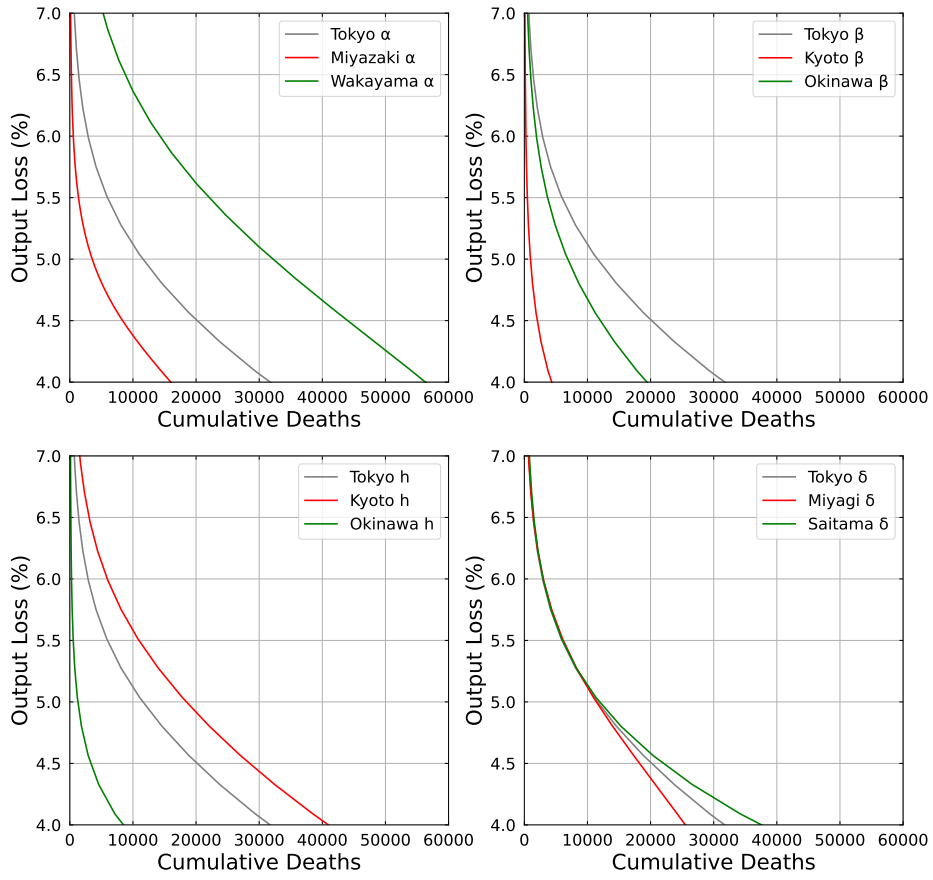 7.0
6.5
6.0
5.5
5.0
4.5
4.0
Output Loss (%)
Tokyo α
Miyazaki α
Wakayama α
0 10000 20000 30000 40000 50000 60000
Cumulative Deaths
7.0
6.5
6.0
5.5
5.0
4.5
4.0
Output Loss (%)
Tokyo β
Kyoto β
Okinawa β
0 10000 20000 30000 40000 50000 60000
Cumulative Deaths
7.0
6.5
6.0
5.5
5.0
4.5
4.0
Output Loss (%)
Tokyo h
Kyoto h
Okinawa h
0 10000 20000 30000 40000 50000 60000
Cumulative Deaths
7.0
6.5
6.0
5.5
5.0
4.5
4.0
Output Loss (%)
Tokyo δ
Miyagi δ
Saitama δ
0 10000 20000 30000 40000 50000 60000
Cumulative Deaths